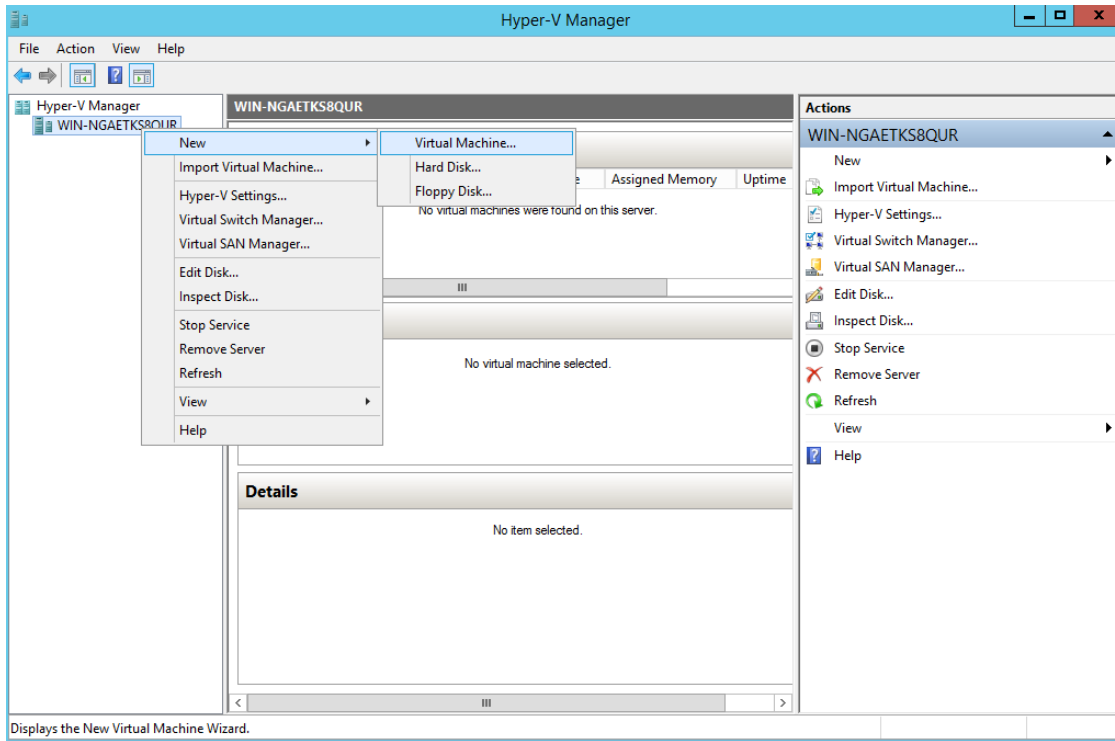 Hyper-V Manager
File Action View Help
Hyper-V Manager
WIN-NGAETKS8QUR
New
Import Virtual Machine...
Hyper-V Settings...
Virtual Switch Manager...
Virtual SAN Manager...
Edit Disk...
Inspect Disk...
Stop Service
Remove Server
Refresh
View
Help
Virtual Machine...
Hard Disk...
Floppy Disk...
WIN-NGAETKS8QUR
Assigned Memory Uptime
No virtual machines were found on this server.
No virtual machine selected.
Details
No item selected.
Actions
WIN-NGAETKS8QUR
New
Import Virtual Machine...
Hyper-V Settings...
Virtual Switch Manager...
Virtual SAN Manager...
Edit Disk...
Inspect Disk...
Stop Service
Remove Server
Refresh
View
Help
Displays the New Virtual Machine Wizard.